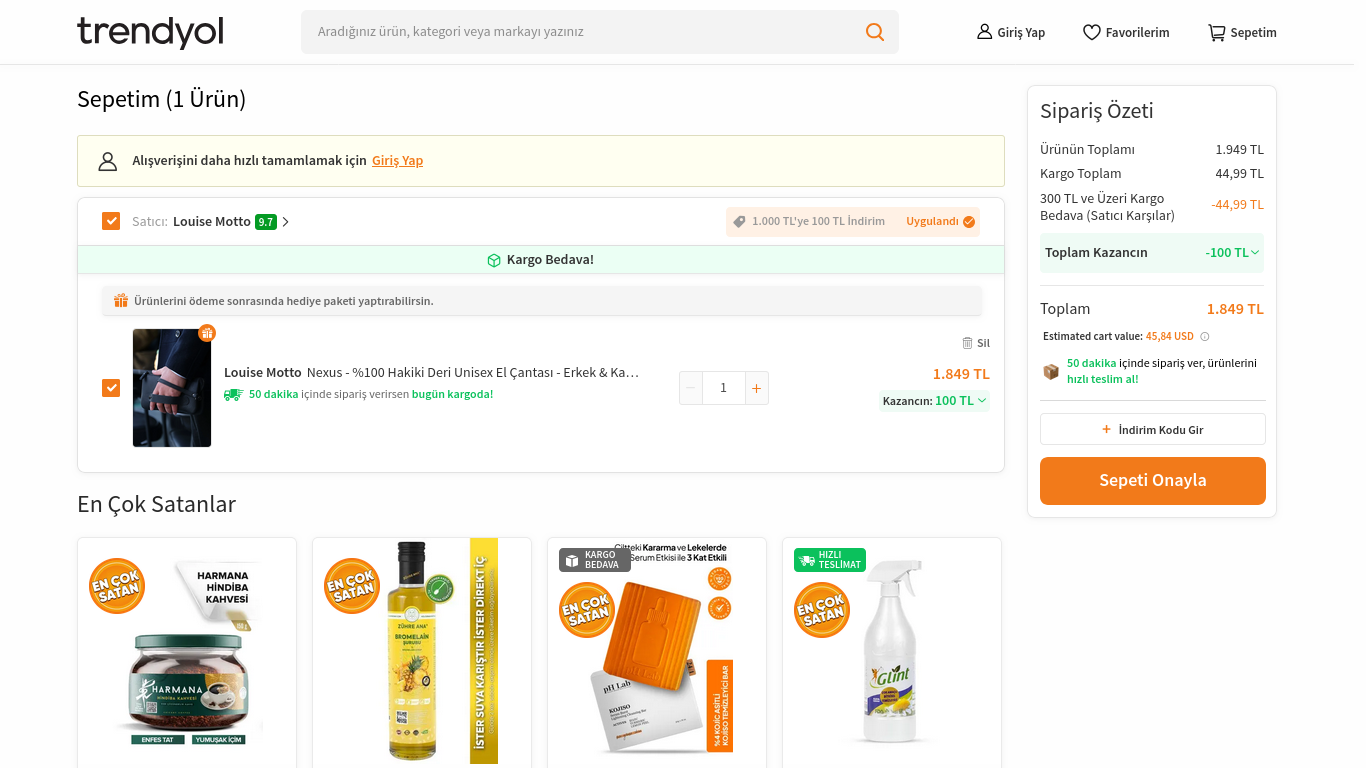 trendyol
Aradığınız ürün, kategori veya markayı yazınız
Giriş Yap
Favorilerim
Sepetim
Sepetim (1 Ürün)
Alışverişini daha hızlı tamamlamak için Giriş Yap
Satıcı: Louise Motto 9.7
1.000 TL'ye 100 TL İndirim Uygulandı
Kargo Bedava!
Ürünlerini ödeme sonrasında hediye paketi yaptırabilirsin.
Sil
Louise Motto Nexus - %100 Hakiki Deri Unisex El Çantası - Erkek & Ka…
50 dakika içinde sipariş verirsen bugün kargoda!
1
1.849 TL
Kazancın: 100 TL
Sipariş Özeti
Ürünün Toplamı 1.949 TL
Kargo Toplam 44,99 TL
300 TL ve Üzeri Kargo
Bedava (Satıcı Karşılar) -44,99 TL
Toplam Kazancın -100 TL
Toplam 1.849 TL
Estimated cart value: 45,84 USD
50 dakika içinde sipariş ver, ürünlerini
hızlı teslim al!
+ İndirim Kodu Gir
Sepeti Onayla
En Çok Satanlar
EN ÇOK
SATAN
HARMANA
HİNDİBA
KAHVESİ
HARMANA
HİNDİBA KAHVESİ
ENFES TAT
YUMUŞAK İÇİM
EN ÇOK
SATAN
ZÜHRE ANA
BROMELAIN
ŞURUBU
İSTER SUYA KARIŞTIR İSTER DİREKT İÇ
KARGO
BEDAVA
Ciltteki Kararma ve Lekelerde
Serum Etkisi ile 3 Kat Etkili
EN ÇOK
SATAN
pH Lab
KOJISO
%4 KOJİC ASİTLİ
KOJİSO TEMİZLEYİCİ BAR
HIZLI
TESLİMAT
EN ÇOK
SATAN
Glint